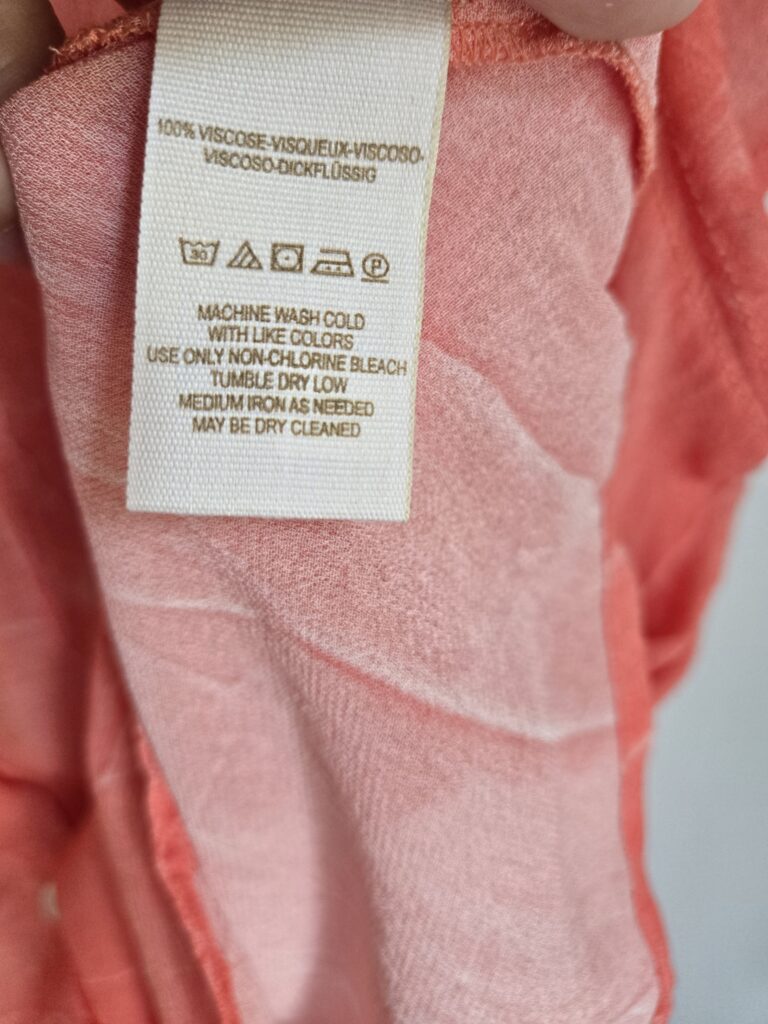 100% VISCOSE-VISQUEUX-VISCOSO-
VISCOSO-DICKFLÜSSIG
30 P
MACHINE WASH COLD
WITH LIKE COLORS
USE ONLY NON-CHLORINE BLEACH
TUMBLE DRY LOW
MEDIUM IRON AS NEEDED
MAY BE DRY CLEANED